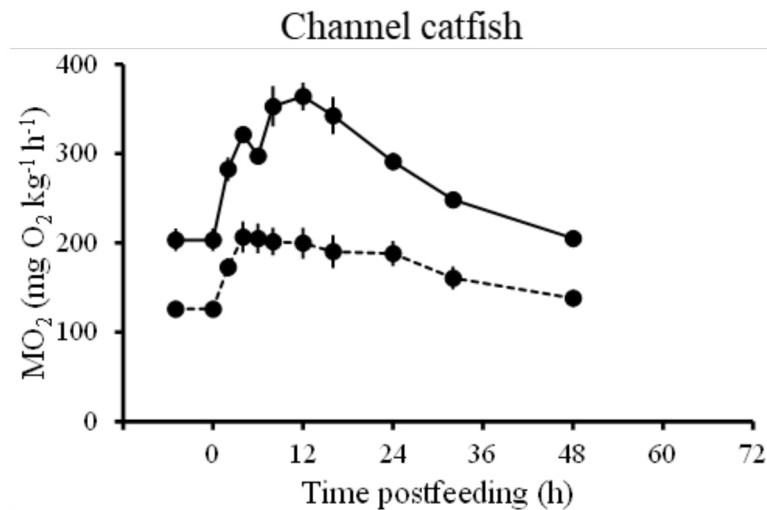 Channel catfish
400
300
200
100
0
MO₂ (mg O₂ kg⁻¹ h⁻¹)
0 12 24 36 48 60 72
Time postfeeding (h)